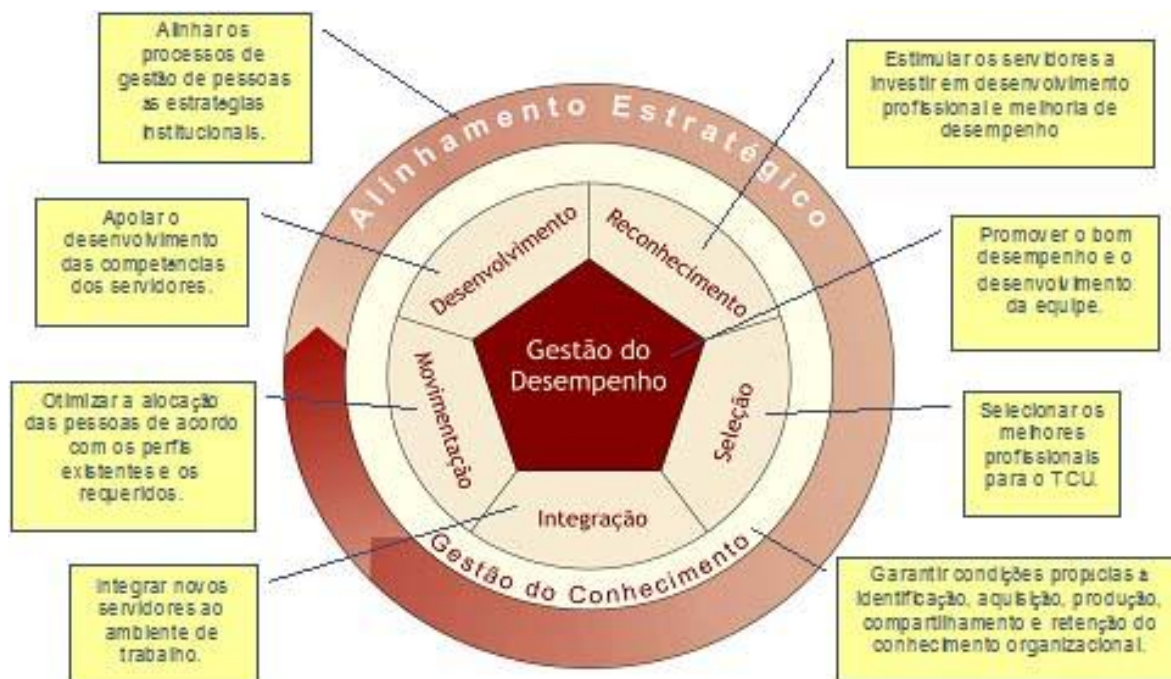 Alinhar os
processos de
gestão de pessoas
as estratégias
institucionais.
Estimular os servidores a
investir em desenvolvimento
profissional e melhoria de
desempenho
Alinhamento Estratégico
Apoiar o
desenvolvimento
das competências
dos servidores.
Desenvolvimento
Reconhecimento
Promover o bom
desempenho e o
desenvolvimento
da equipe.
Gestão do
Desempenho
Otimizar a alocação
das pessoas de acordo
com os perfis
existentes e os
requeridos.
Movimentação
Seleção
Selecionar os
melhores
profissionais
para o TCU.
Integração
Gestão do Conhecimento
Integrar novos
servidores ao
ambiente de
trabalho.
Garantir condições propícias à
identificação, aquisição, produção,
compartilhamento e retenção do
conhecimento organizacional.